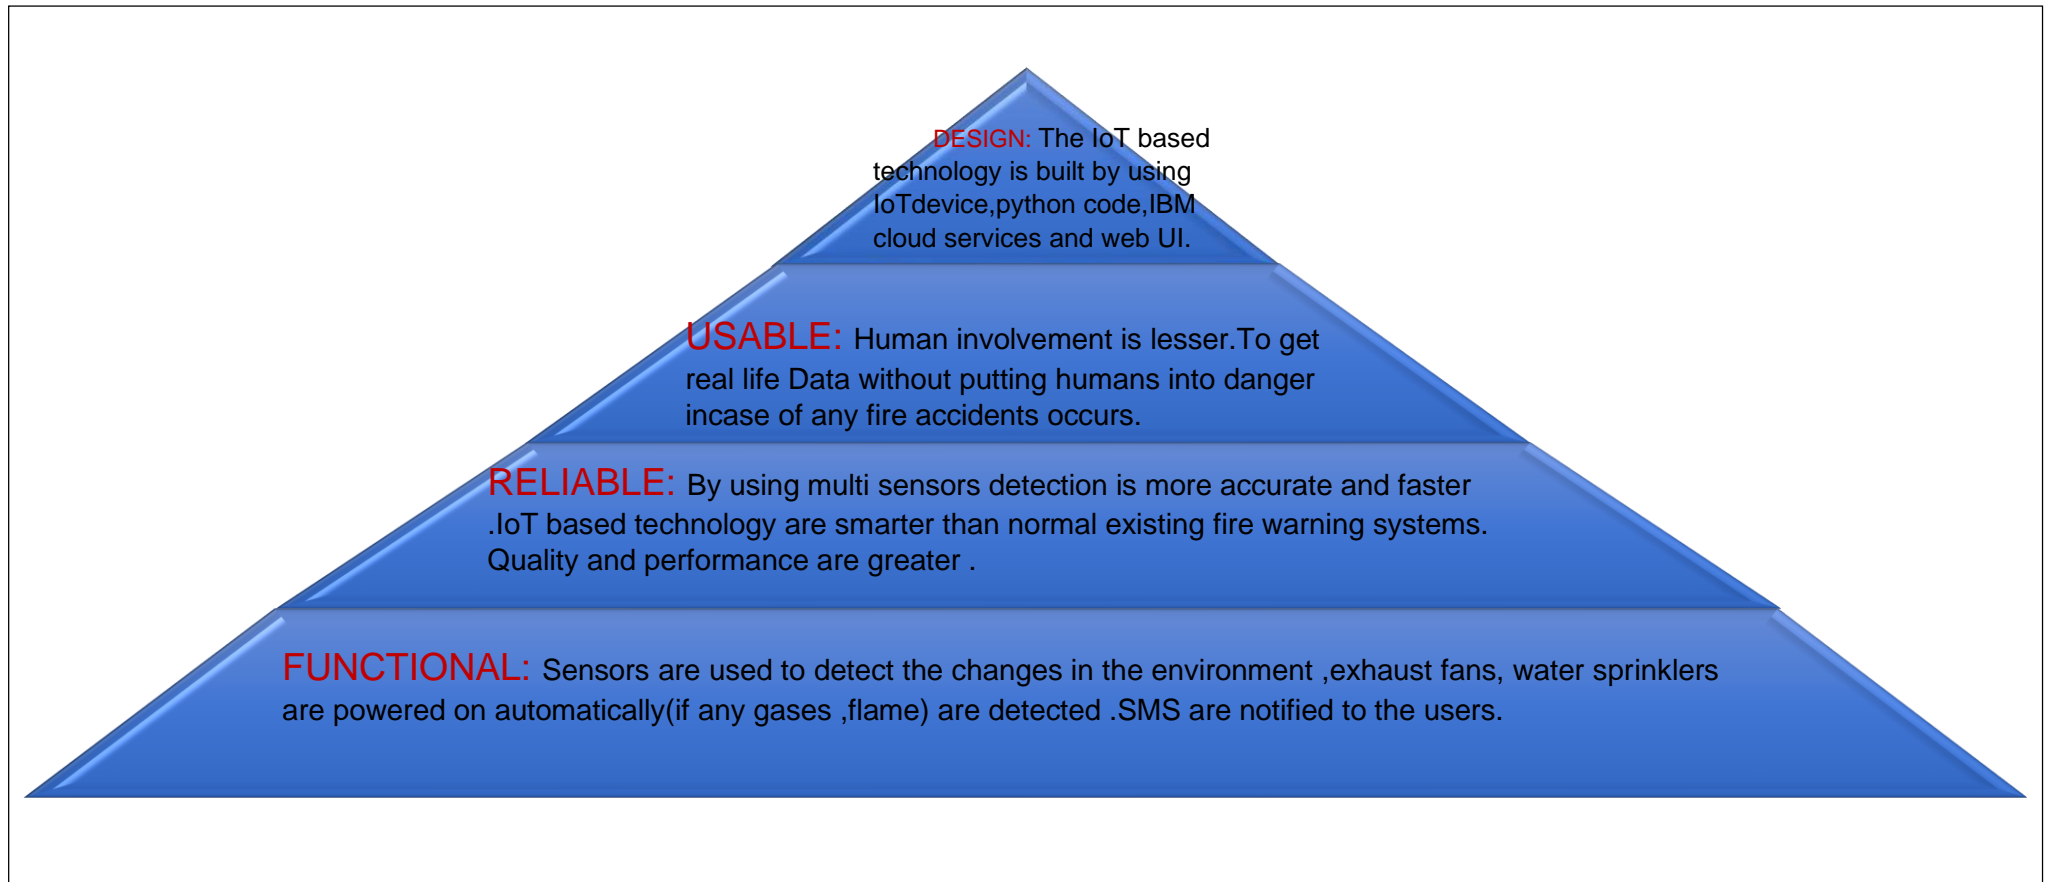 DESIGN: The IoT based
technology is built by using
IoTdevice,python code,IBM
cloud services and web UI.
USABLE: Human involvement is lesser.To get
real life Data without putting humans into danger
incase of any fire accidents occurs.
RELIABLE: By using multi sensors detection is more accurate and faster
.IoT based technology are smarter than normal existing fire warning systems.
Quality and performance are greater .
FUNCTIONAL: Sensors are used to detect the changes in the environment ,exhaust fans, water sprinklers
are powered on automatically(if any gases ,flame) are detected .SMS are notified to the users.